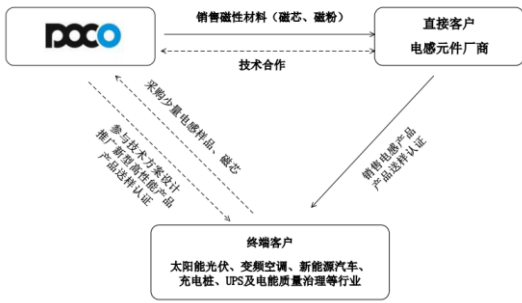 POCO
销售磁性材料（磁芯、磁粉）
技术合作
直接客户
电感元件厂商
采购少量电感样品、磁芯
参与技术方案设计
推广新型高性能产品
产品送样认证
销售电感产品
产品送样认证
终端客户
太阳能光伏、变频空调、新能源汽车、
充电桩、UPS及电能质量治理等行业